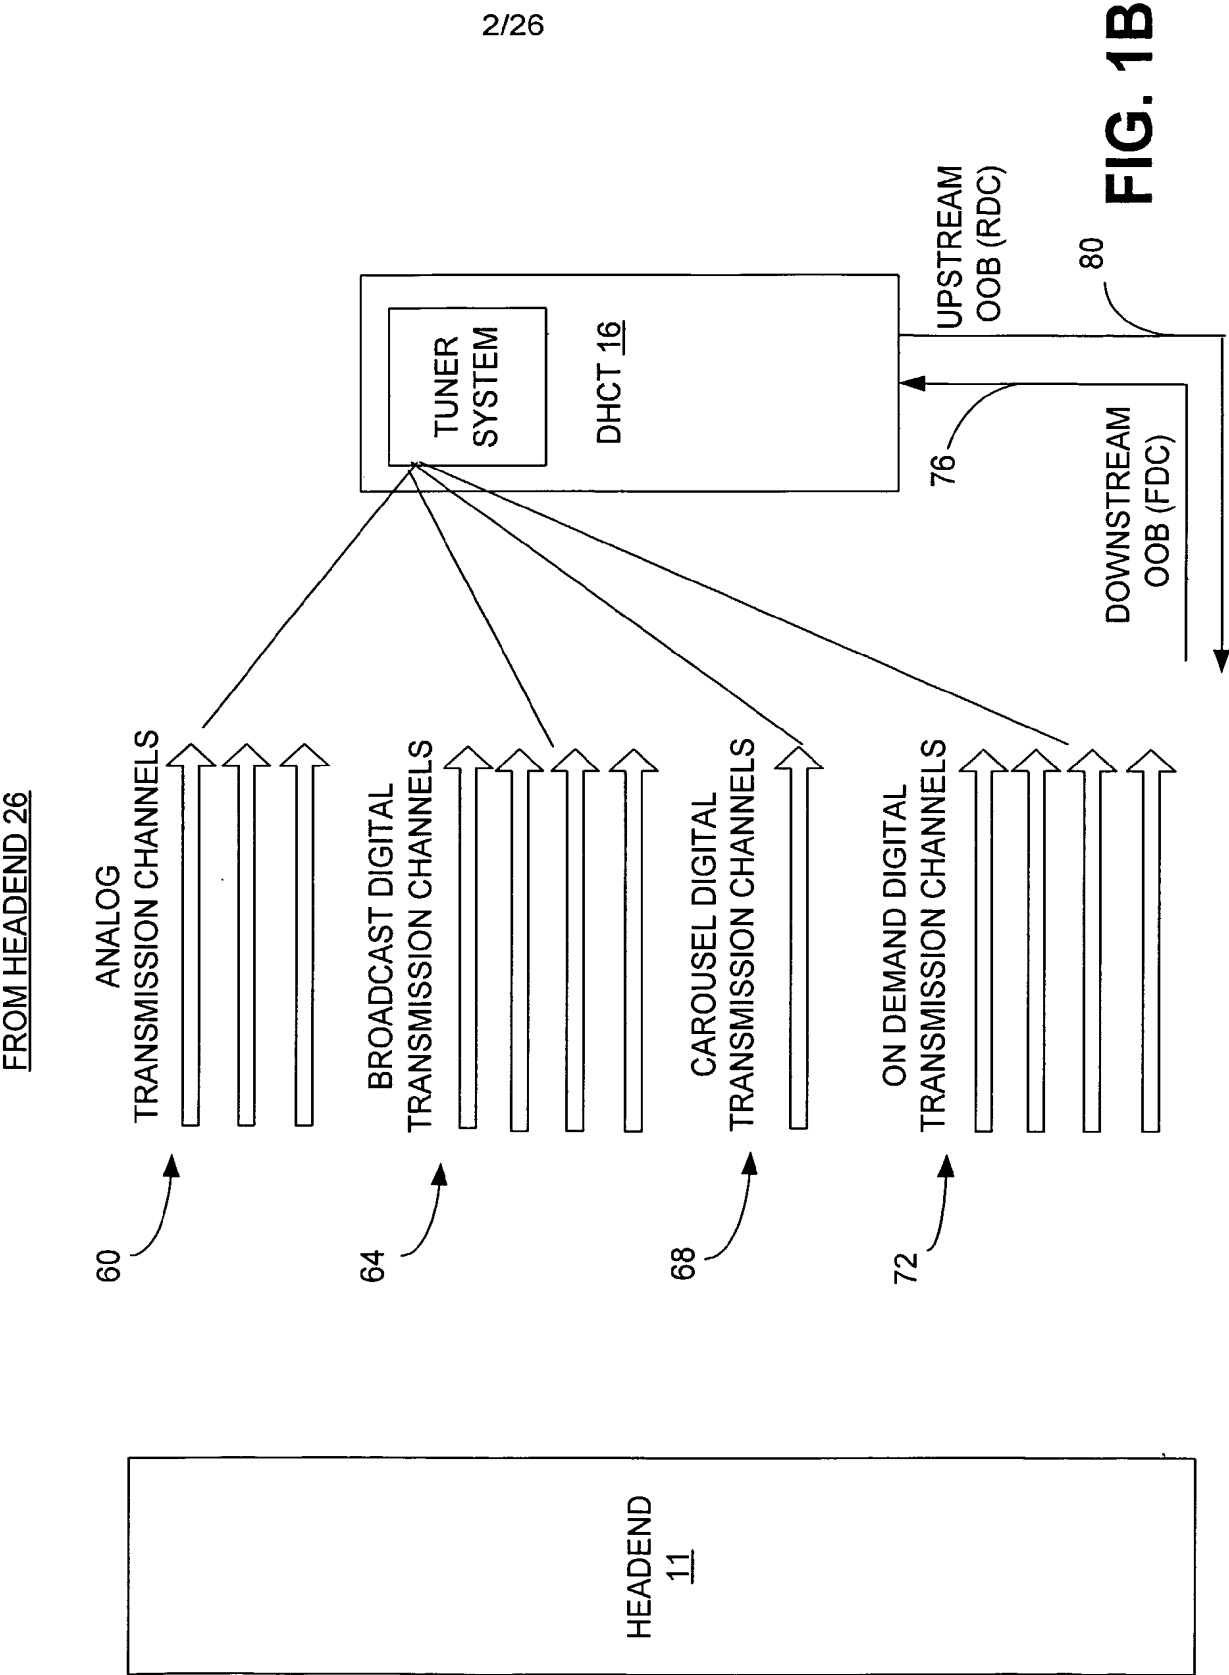 2/26
FROM HEADEND 26
ANALOG
TRANSMISSION CHANNELS
60
BROADCAST DIGITAL
TRANSMISSION CHANNELS
64
CAROUSEL DIGITAL
TRANSMISSION CHANNELS
68
ON DEMAND DIGITAL
TRANSMISSION CHANNELS
72
HEADEND
11
TUNER
SYSTEM
DHCT 16
UPSTREAM
OOB (RDC)
80
76
DOWNSTREAM
OOB (FDC)
FIG. 1B